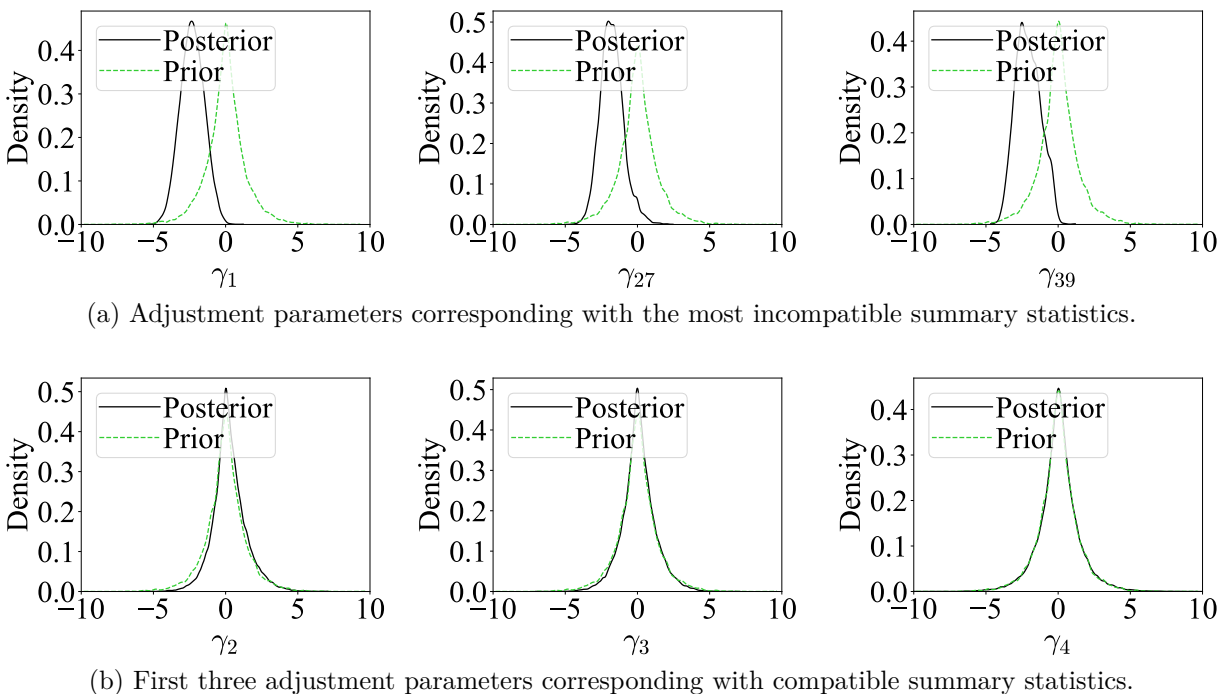 Posterior
Prior
Density
0.4
0.3
0.2
0.1
0.0
−10 −5 0 5 10
γ1
Posterior
Prior
Density
0.5
0.4
0.3
0.2
0.1
0.0
−10 −5 0 5 10
γ27
Posterior
Prior
Density
0.4
0.3
0.2
0.1
0.0
−10 −5 0 5 10
γ39
(a) Adjustment parameters corresponding with the most incompatible summary statistics.
Posterior
Prior
Density
0.5
0.4
0.3
0.2
0.1
0.0
−10 −5 0 5 10
γ2
Posterior
Prior
Density
0.5
0.4
0.3
0.2
0.1
0.0
−10 −5 0 5 10
γ3
Posterior
Prior
Density
0.4
0.3
0.2
0.1
0.0
−10 −5 0 5 10
γ4
(b) First three adjustment parameters corresponding with compatible summary statistics.